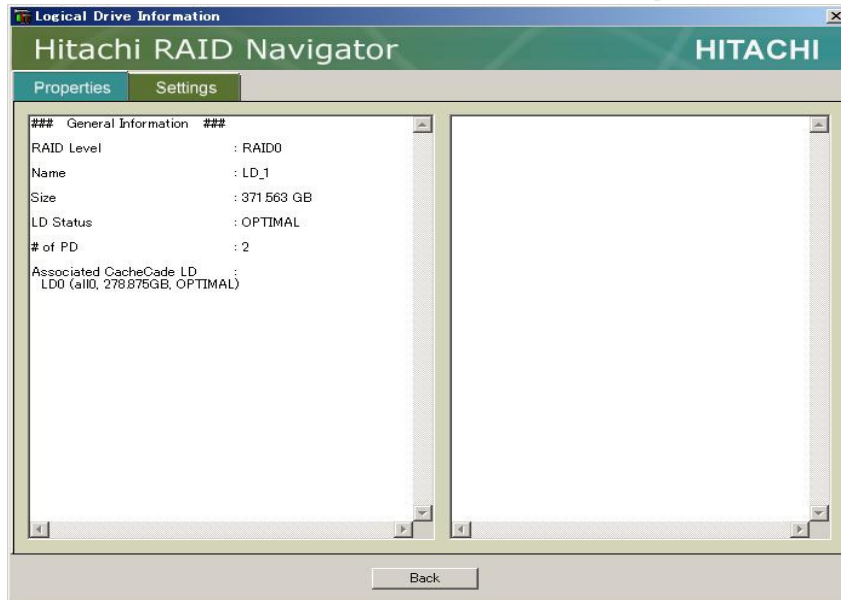 Logical Drive Information
Hitachi RAID Navigator
HITACHI
Properties
Settings
### General Information ###
RAID Level : RAID0
Name : LD_1
Size : 371.563 GB
LD Status : OPTIMAL
# of PD : 2
Associated CacheCade LD :
LD0 (all0, 278.875GB, OPTIMAL)
Back